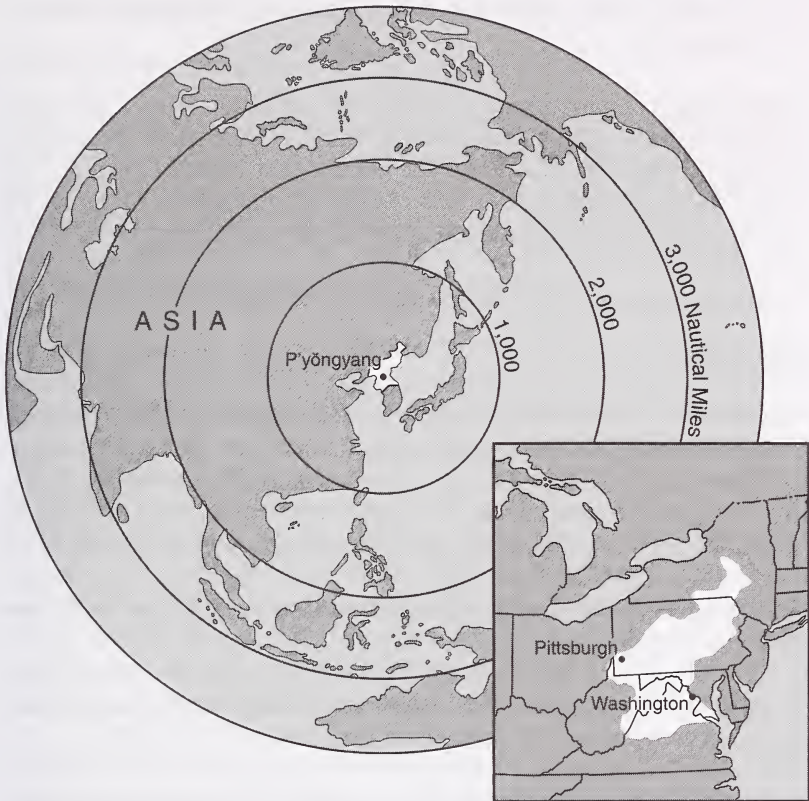 ASIA
P'yŏngyang
1,000
2,000
3,000 Nautical Miles
Pittsburgh
Washington